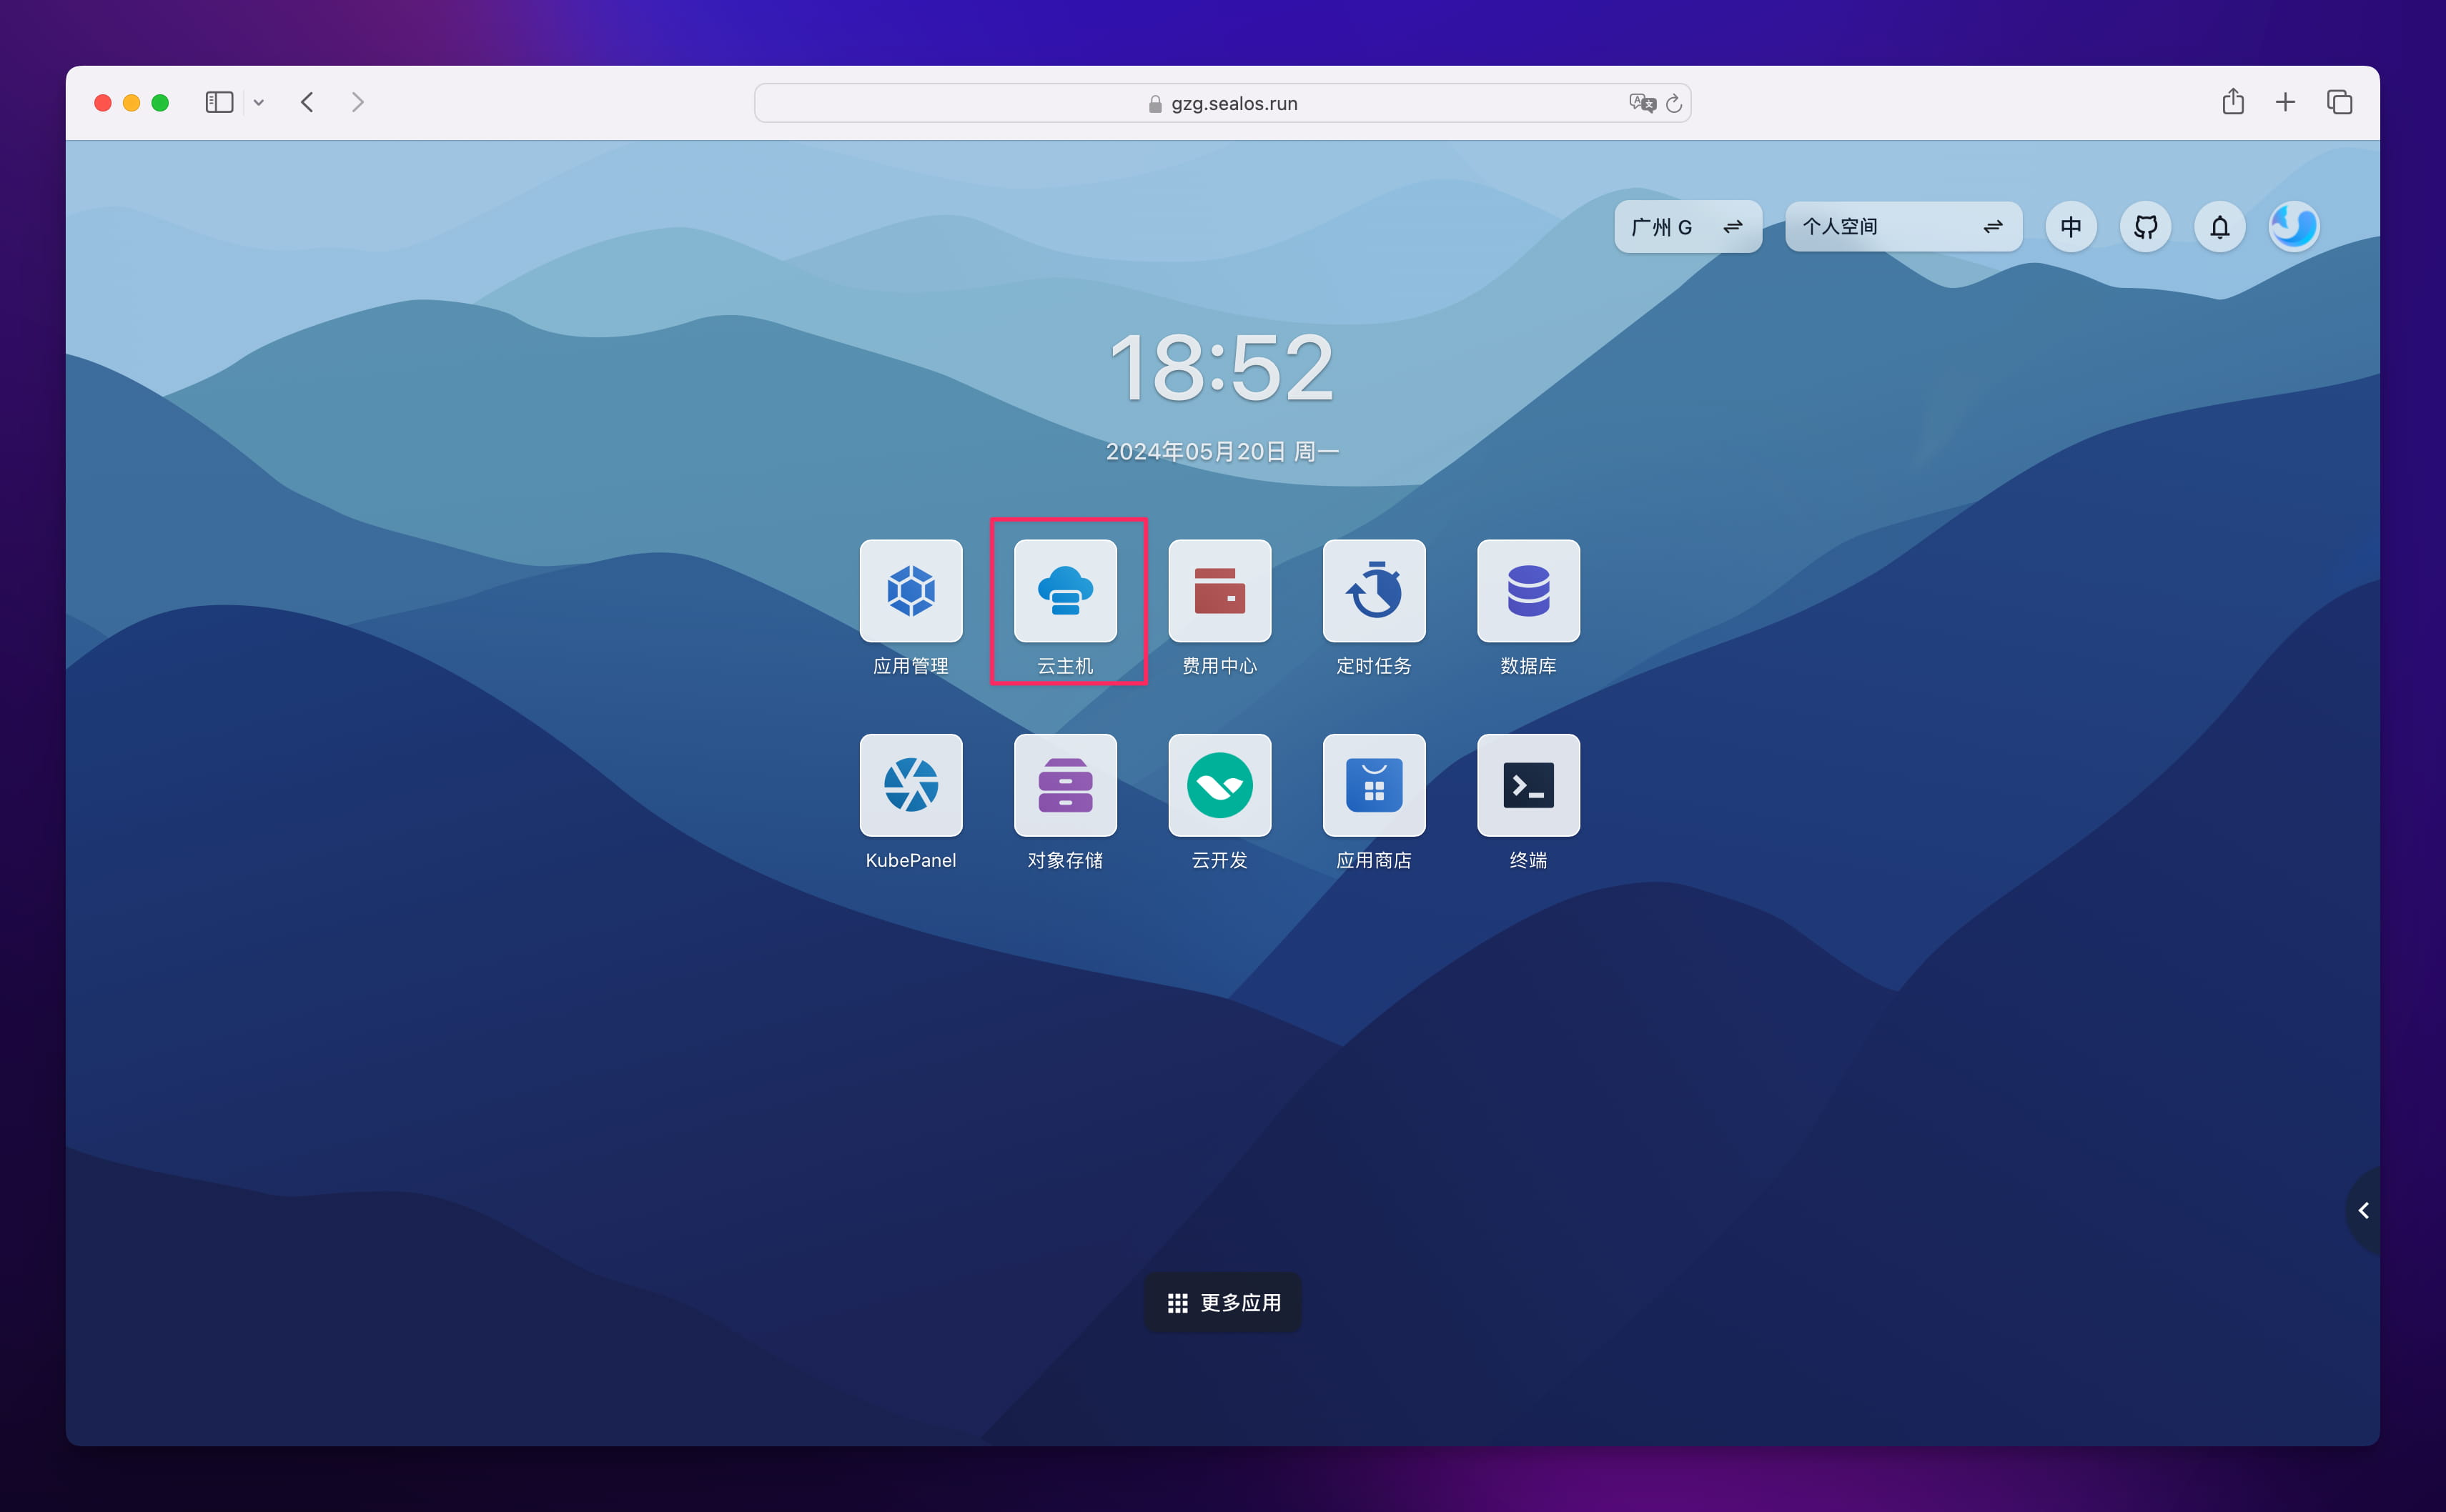 gzg.sealos.run
广州 G
个人空间
中
18:52
2024年05月20日 周一
应用管理
云主机
费用中心
定时任务
数据库
KubePanel
对象存储
云开发
应用商店
终端
更多应用